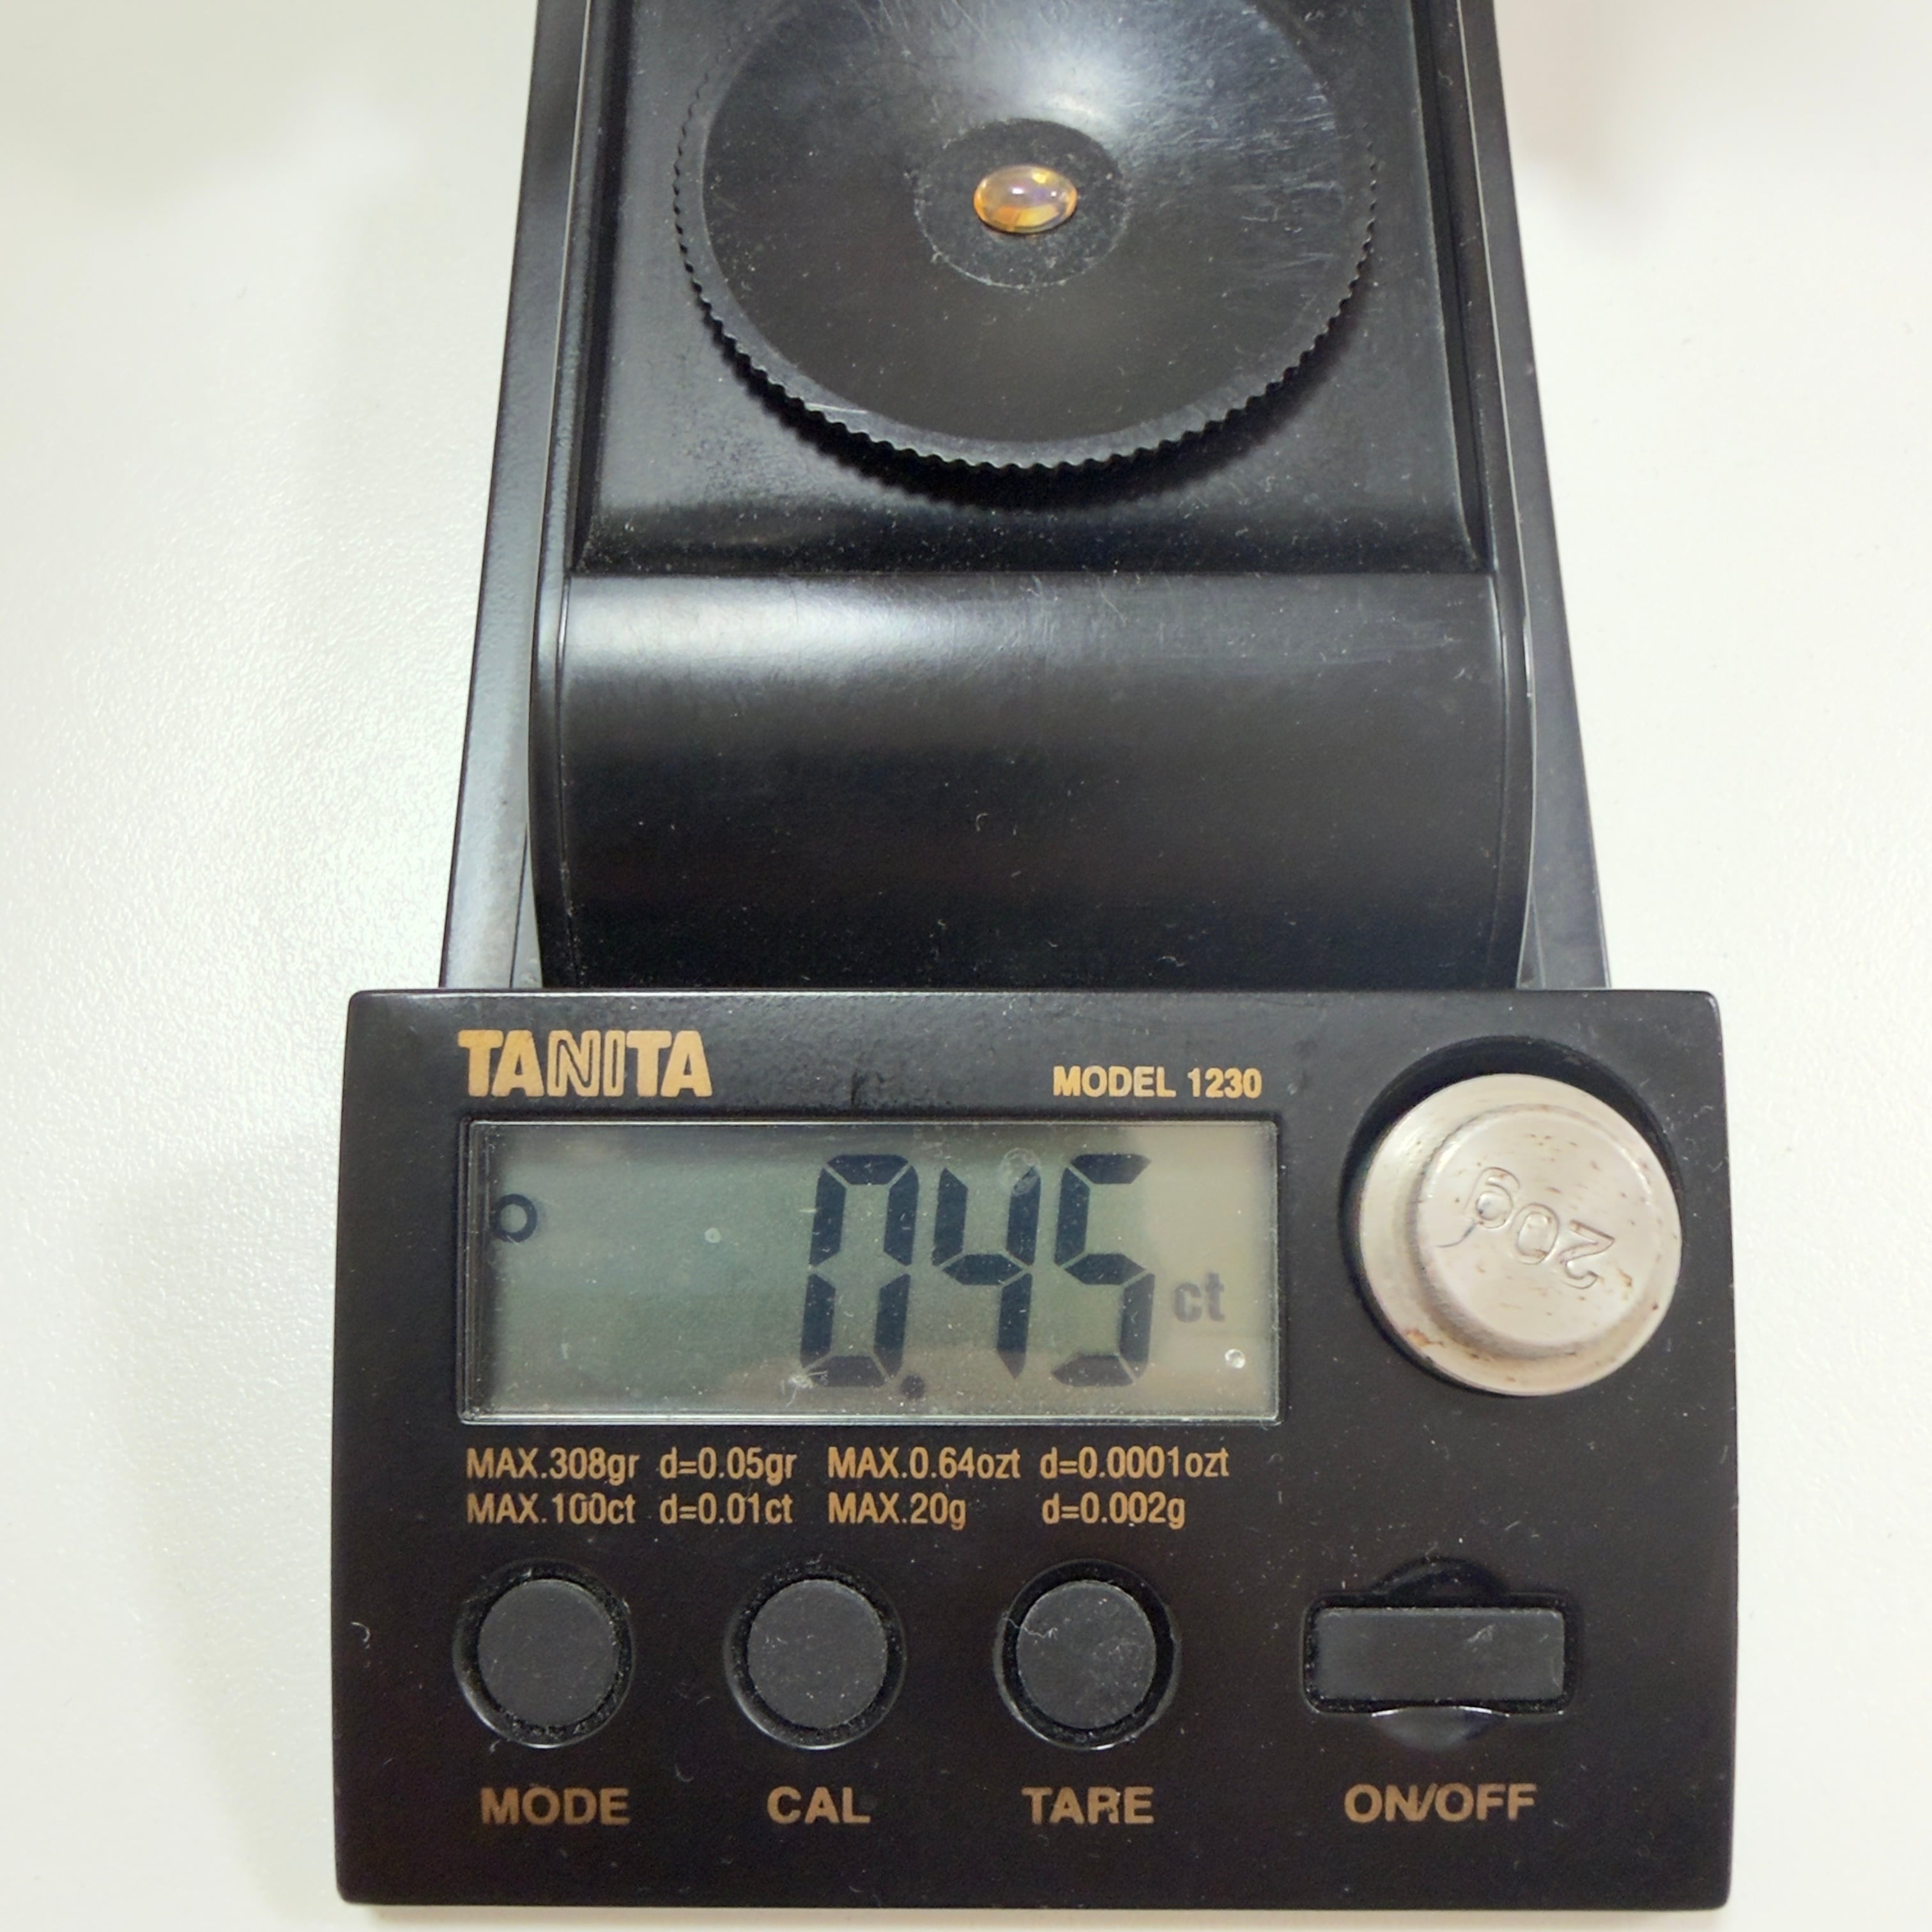 TANITA
MODEL 1230
0.45 ct
20g
MAX.308gr d=0.05gr MAX.0.64ozt d=0.0001ozt
MAX.100ct d=0.01ct MAX.20g d=0.002g
MODE CAL TARE ON/OFF